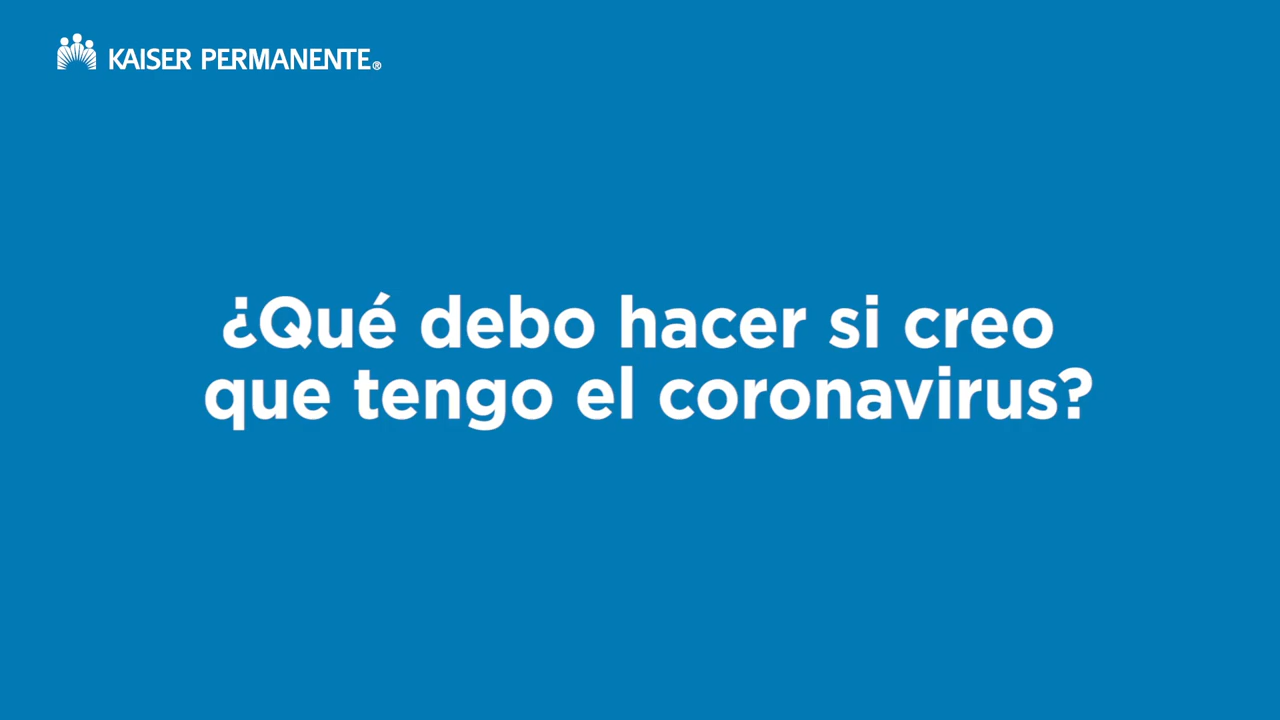 KAISER PERMANENTE®
¿Qué debo hacer si creo
que tengo el coronavirus?